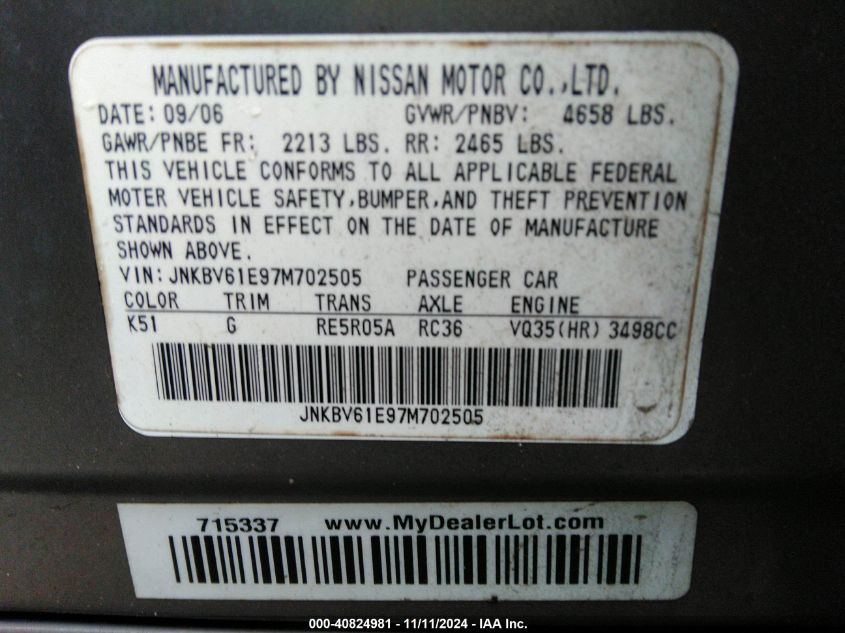 MANUFACTURED BY NISSAN MOTOR CO.,LTD.
DATE: 09/06 GVWR/PNBV: 4658 LBS.
GAWR/PNBE FR: 2213 LBS. RR: 2465 LBS.
THIS VEHICLE CONFORMS TO ALL APPLICABLE FEDERAL
MOTER VEHICLE SAFETY,BUMPER,AND THEFT PREVENTION
STANDARDS IN EFFECT ON THE DATE OF MANUFACTURE
SHOWN ABOVE.
VIN:JNKBV61E97M702505 PASSENGER CAR
COLOR TRIM TRANS AXLE ENGINE
K51 G RE5R05A RC36 VQ35(HR) 3498CC
JNKBV61E97M702505
715337 www.MyDealerLot.com
000-40824981 - 11/11/2024 - IAA Inc.